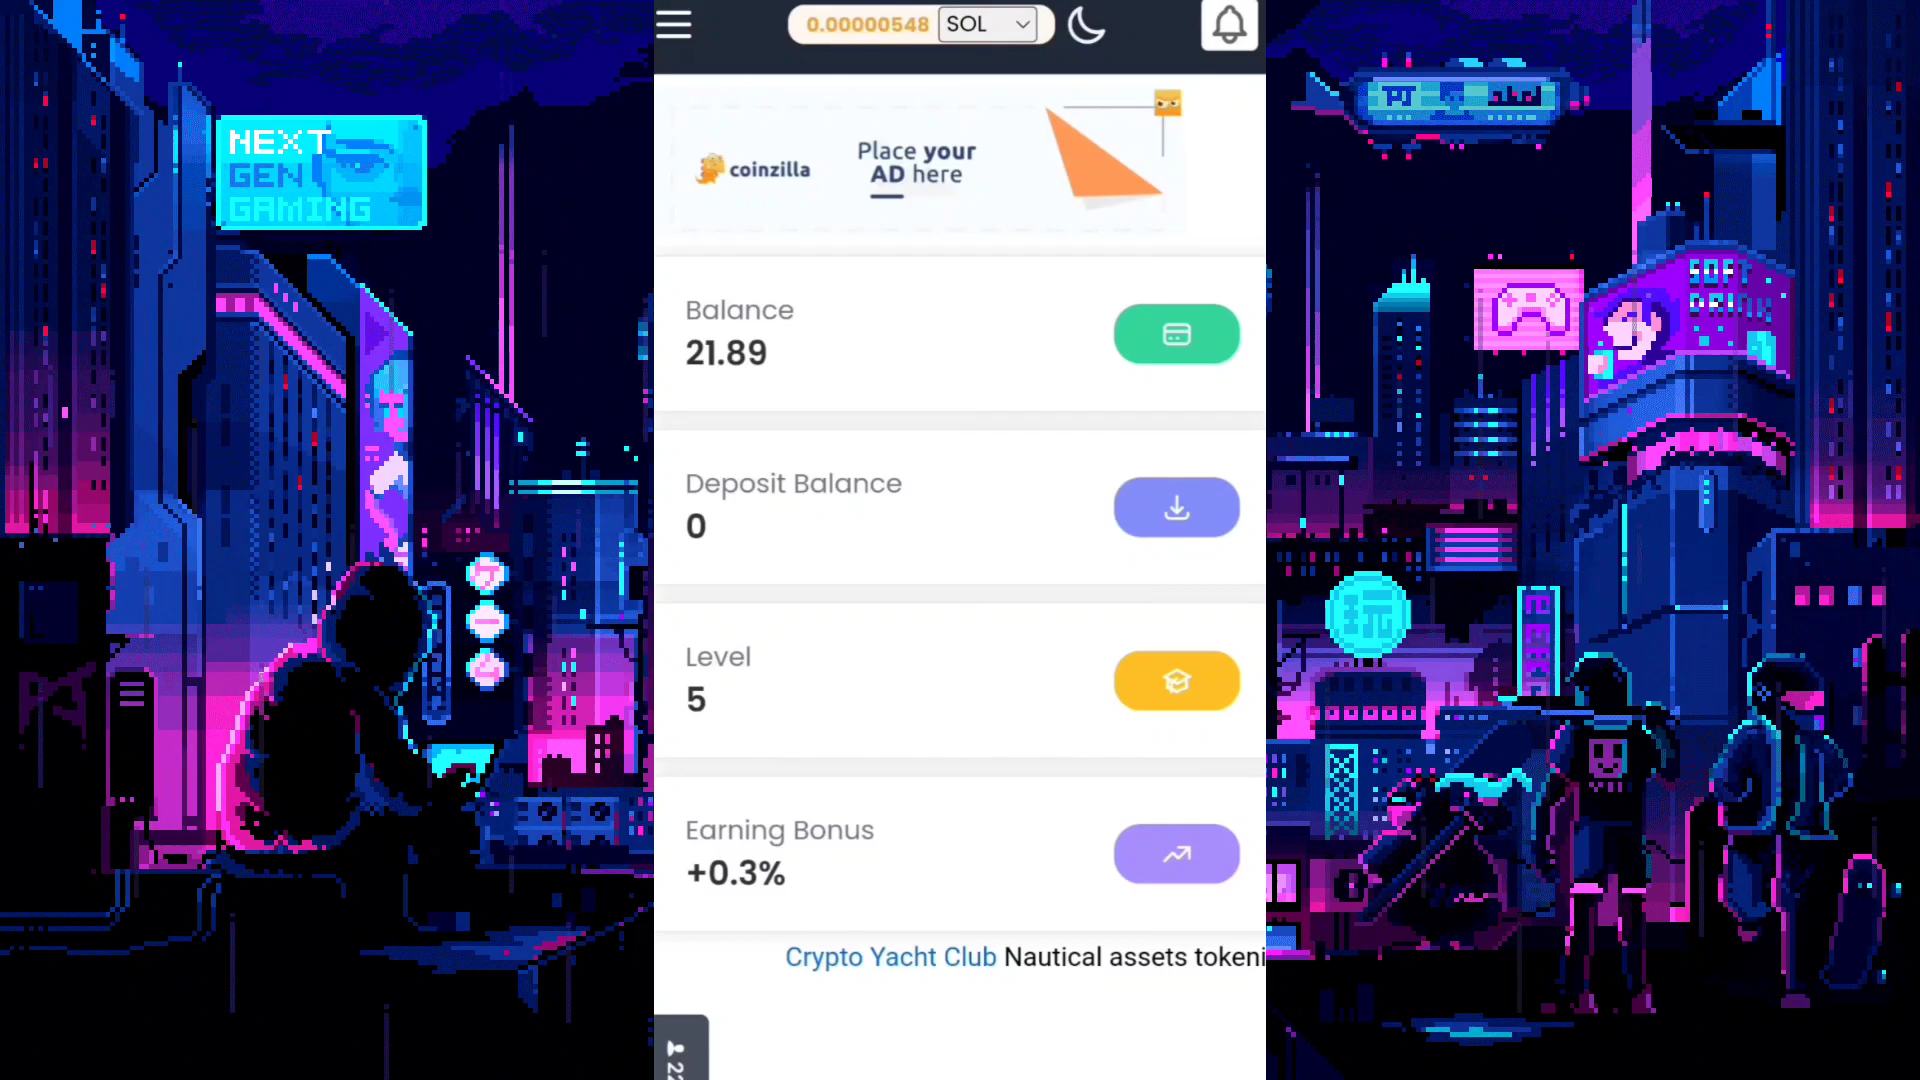 NEXT
GEN
GAMING
0.00000548 SOL
coinzilla
Place your
AD here
Balance
21.89
Deposit Balance
0
Level
5
Earning Bonus
+0.3%
Crypto Yacht Club Nautical assets tokeni